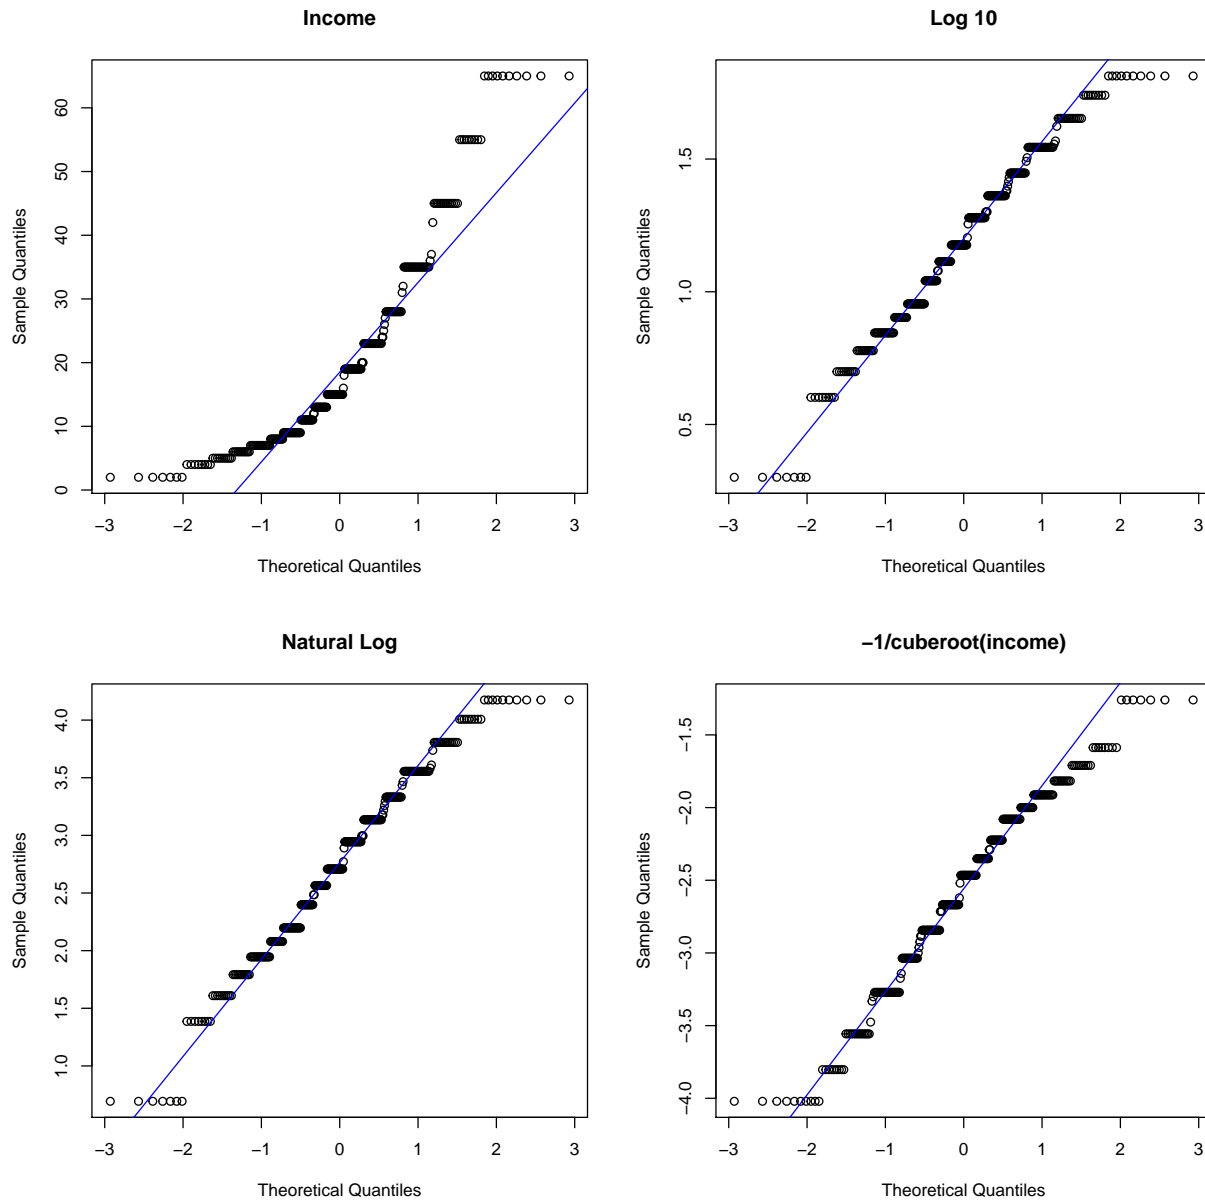 Income
Sample Quantiles
60
50
40
30
20
10
0
−3 −2 −1 0 1 2 3
Theoretical Quantiles
Log 10
Sample Quantiles
1.5
1.0
0.5
−3 −2 −1 0 1 2 3
Theoretical Quantiles
Natural Log
Sample Quantiles
4.0
3.5
3.0
2.5
2.0
1.5
1.0
−3 −2 −1 0 1 2 3
Theoretical Quantiles
−1/cuberoot(income)
Sample Quantiles
−1.5
−2.0
−2.5
−3.0
−3.5
−4.0
−3 −2 −1 0 1 2 3
Theoretical Quantiles